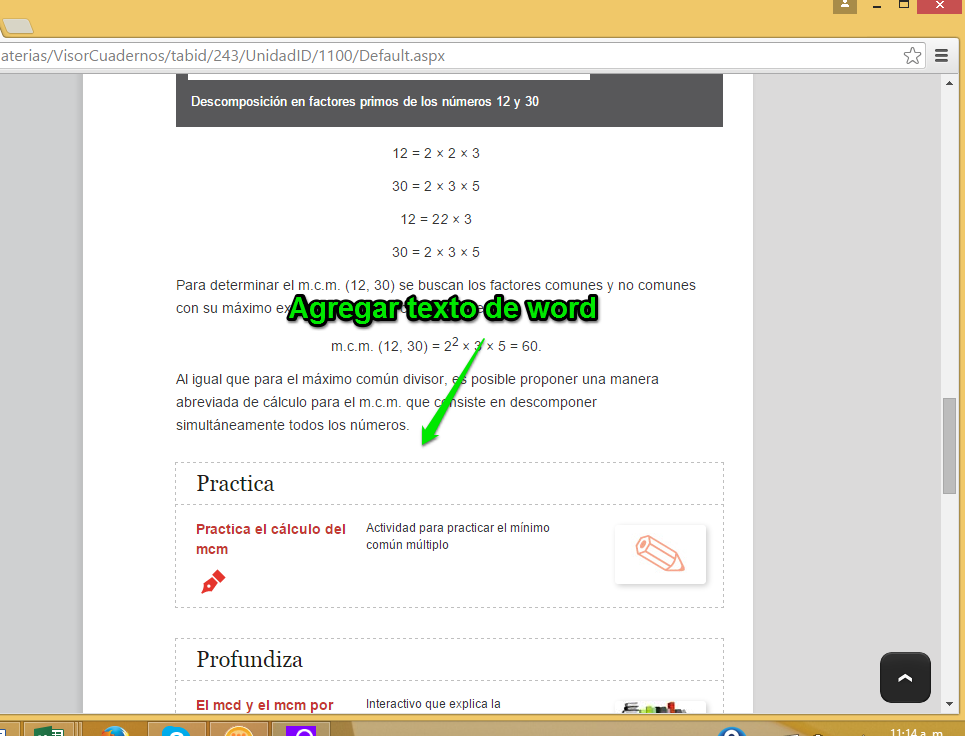 aterias/VisorCuadernos/tabid/243/UnidadID/1100/Default.aspx
Descomposición en factores primos de los números 12 y 30
12 = 2 × 2 × 3
30 = 2 × 3 × 5
12 = 22 × 3
30 = 2 × 3 × 5
Para determinar el m.c.m. (12, 30) se buscan los factores comunes y no comunes
con su máximo
Agregar texto de word
m.c.m. (12, 30) = 2² × 3 × 5 = 60.
Al igual que para el máximo común divisor, es posible proponer una manera
abreviada de cálculo para el m.c.m. que consiste en descomponer
simultáneamente todos los números.
Practica
Practica el cálculo del
mcm
Actividad para practicar el mínimo
común múltiplo
Profundiza
El mcd y el mcm por
Interactivo que explica la
11:14 a. m.